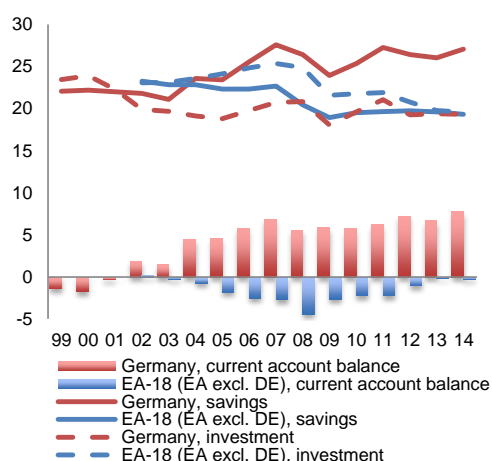 30
25
20
15
10
5
0
-5
99 00 01 02 03 04 05 06 07 08 09 10 11 12 13 14
Germany, current account balance
EA-18 (EA excl. DE), current account balance
Germany, savings
EA-18 (EA excl. DE), savings
Germany, investment
EA-18 (EA excl. DE), investment